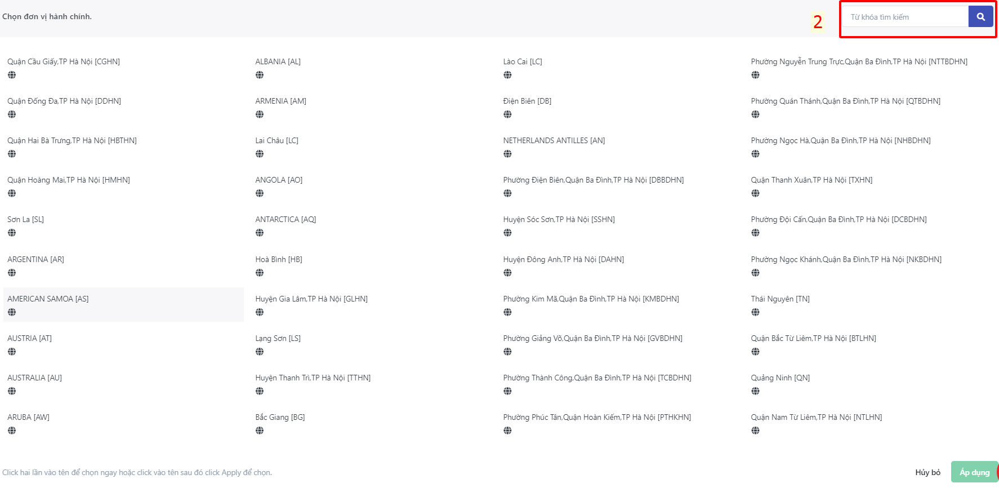 Chọn đơn vị hành chính.
2
Từ khóa tìm kiếm
Quận Cầu Giấy,TP Hà Nội [CGHN]
ALBANIA [AL]
Lào Cai [LC]
Phường Nguyễn Trung Trực,Quận Ba Đình,TP Hà Nội [NTTBDHN]
Quận Đống Đa,TP Hà Nội [DDHN]
ARMENIA [AM]
Điện Biên [DB]
Phường Quán Thánh,Quận Ba Đình,TP Hà Nội [QTBDHN]
Quận Hai Bà Trưng,TP Hà Nội [HBTHN]
Lai Châu [LC]
NETHERLANDS ANTILLES [AN]
Phường Ngọc Hà,Quận Ba Đình,TP Hà Nội [NHBDHN]
Quận Hoàng Mai,TP Hà Nội [HMHN]
ANGOLA [AO]
Phường Điện Biên,Quận Ba Đình,TP Hà Nội [DBBDHN]
Quận Thanh Xuân,TP Hà Nội [TXHN]
Sơn La [SL]
ANTARCTICA [AQ]
Huyện Sóc Sơn,TP Hà Nội [SSHN]
Phường Đội Cấn,Quận Ba Đình,TP Hà Nội [DCBDHN]
ARGENTINA [AR]
Hoà Bình [HB]
Huyện Đông Anh,TP Hà Nội [DAHN]
Phường Ngọc Khánh,Quận Ba Đình,TP Hà Nội [NKBDHN]
AMERICAN SAMOA [AS]
Huyện Gia Lâm,TP Hà Nội [GLHN]
Phường Kim Mã,Quận Ba Đình,TP Hà Nội [KMBDHN]
Thái Nguyên [TN]
AUSTRIA [AT]
Lạng Sơn [LS]
Phường Giảng Võ,Quận Ba Đình,TP Hà Nội [GVBDHN]
Quận Bắc Từ Liêm,TP Hà Nội [BTLHN]
AUSTRALIA [AU]
Huyện Thanh Trì,TP Hà Nội [TTHN]
Phường Thành Công,Quận Ba Đình,TP Hà Nội [TCBDHN]
Quảng Ninh [QN]
ARUBA [AW]
Bắc Giang [BG]
Phường Phúc Tân,Quận Hoàn Kiếm,TP Hà Nội [PTHKHN]
Quận Nam Từ Liêm,TP Hà Nội [NTLHN]
Click hai lần vào tên để chọn ngay hoặc click vào tên sau đó click Apply để chọn.
Hủy bỏ
Áp dụng